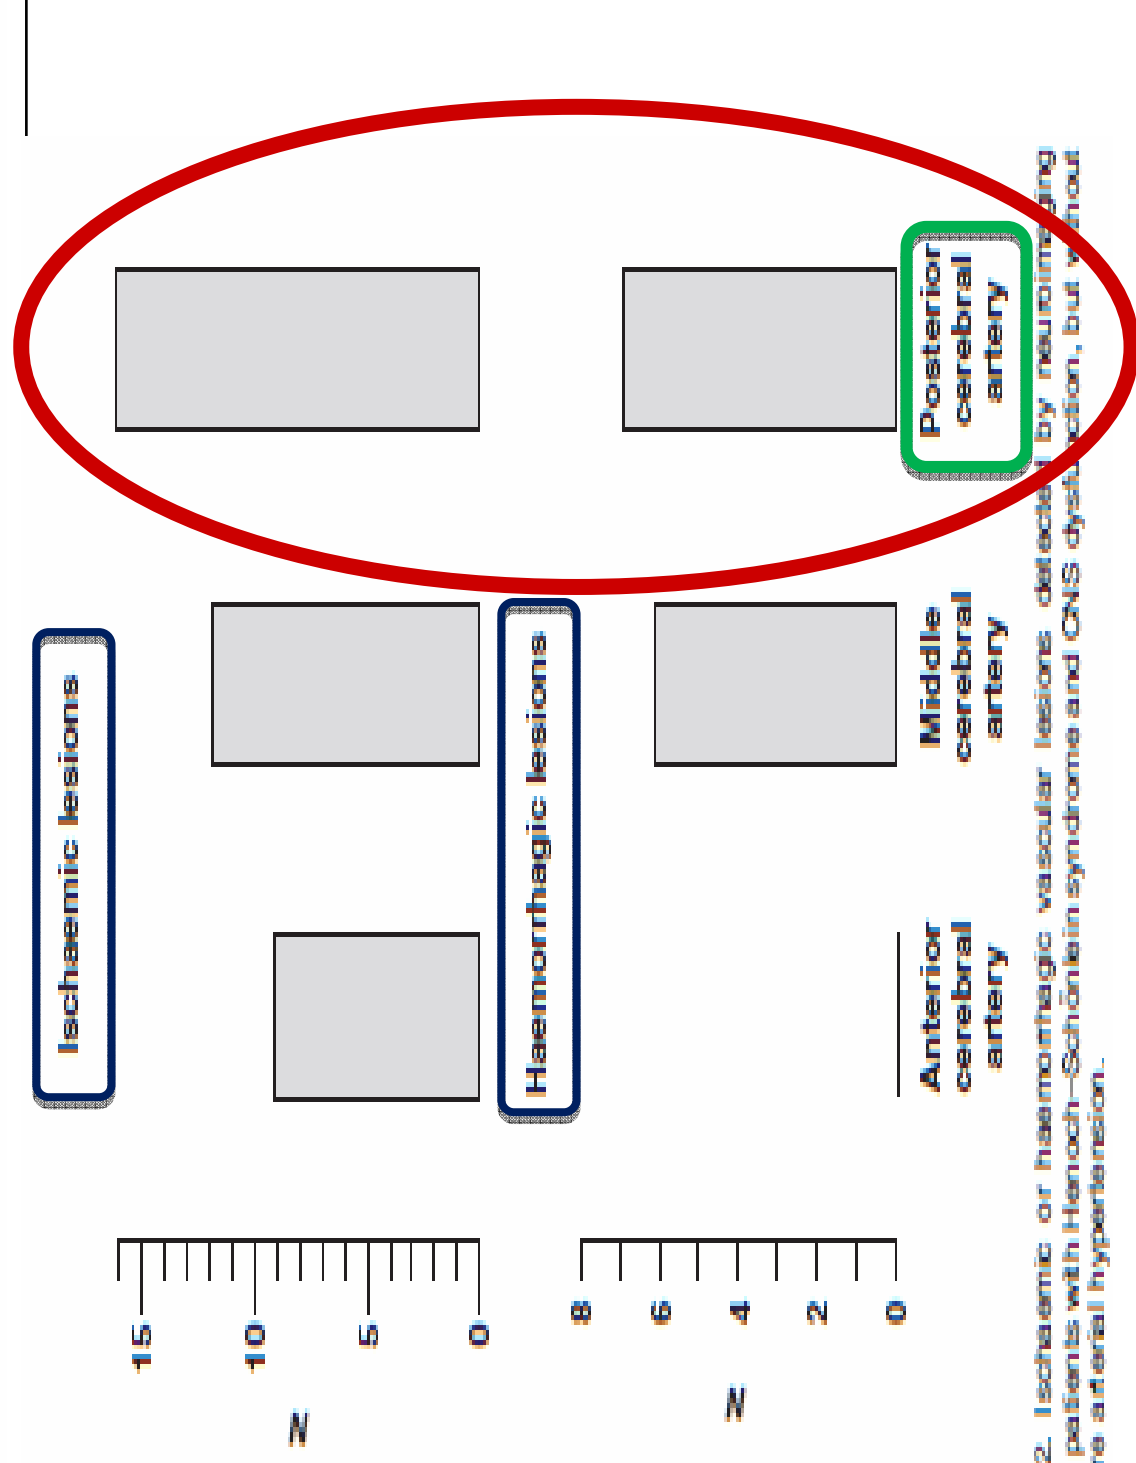 Ischaemic lesions
15
10
5
0
N
Haemorrhagic lesions
8
6
4
2
0
N
Anterior
cerebral
artery
Middle
cerebral
artery
Posterior
cerebral
artery
2. Ischaemic or haemorrhagic vascular lesions detected by neuroimaging
patients with Henoch–Schönlein syndrome and CNS dysfunction, but without
arterial hypertension.